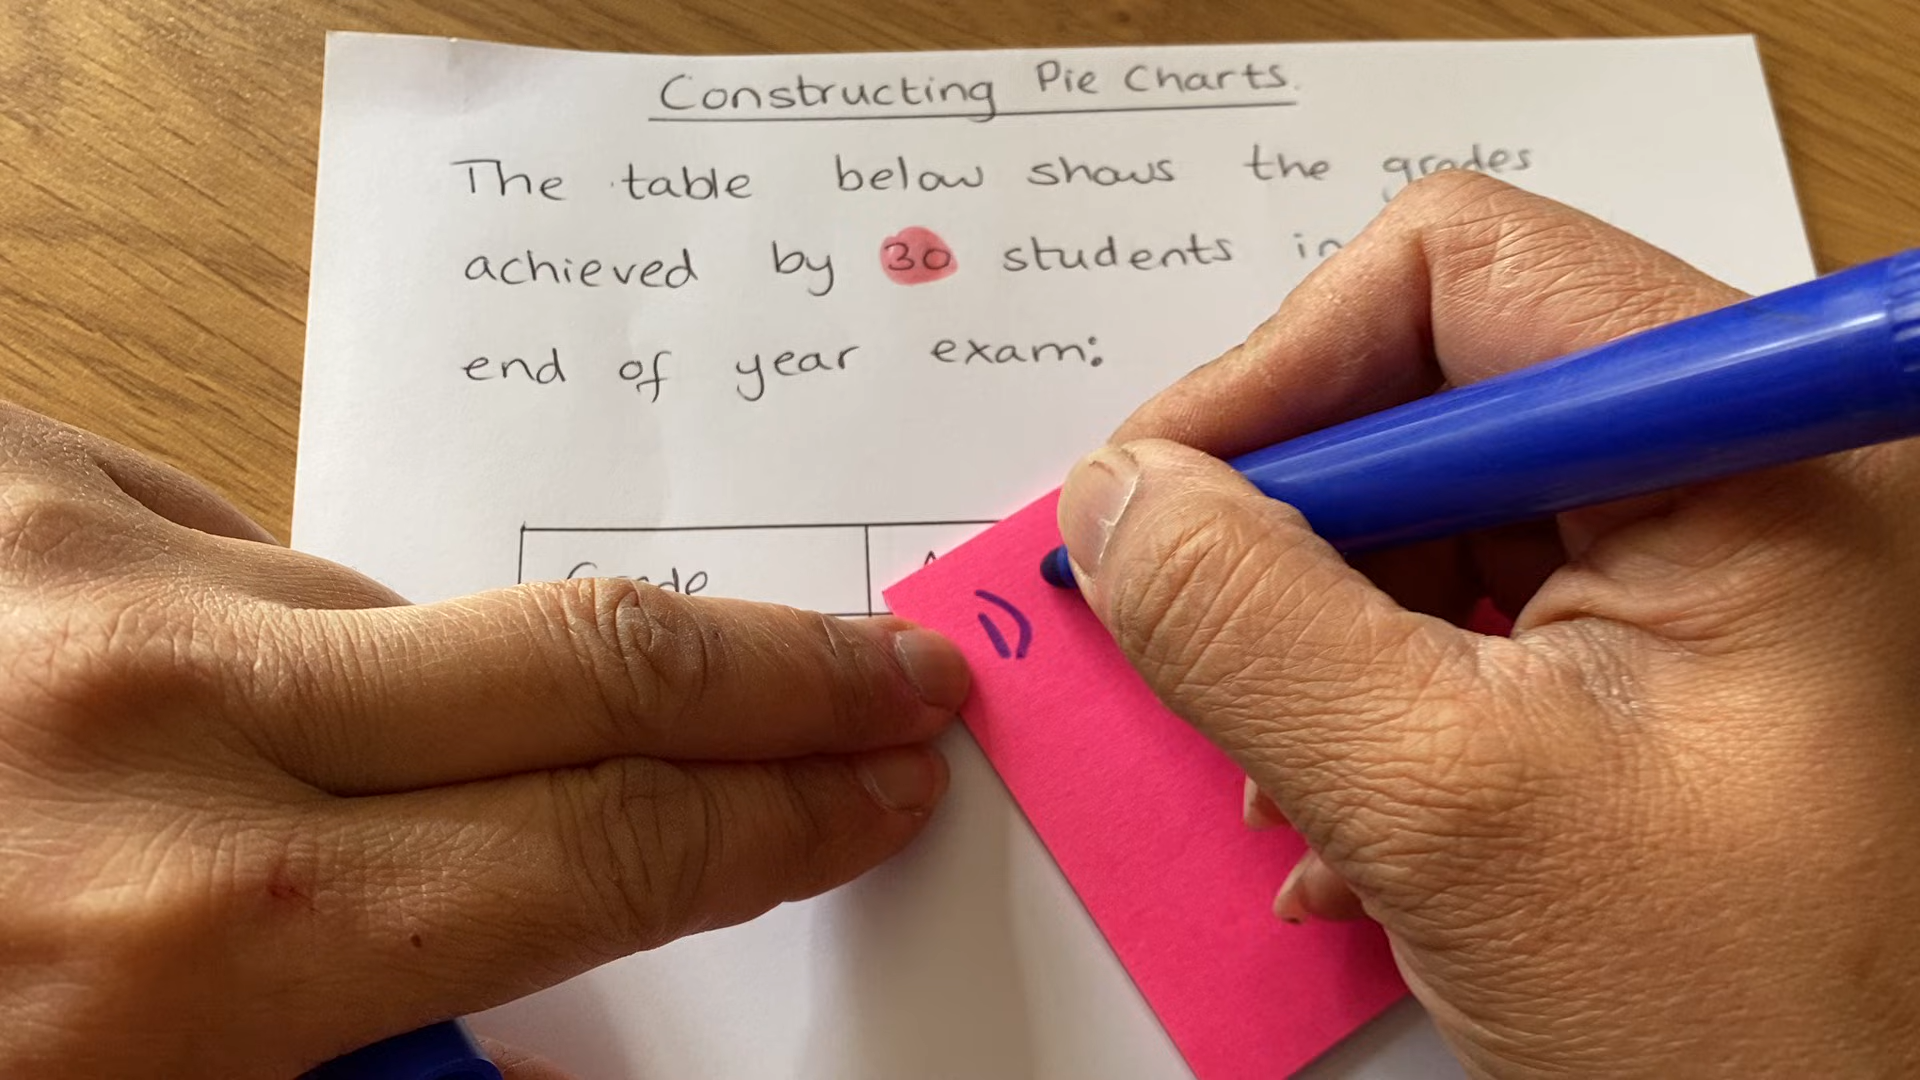 Constructing Pie Charts.
The table below shows the grades
achieved by 30 students in
end of year exam:
Grade
1)